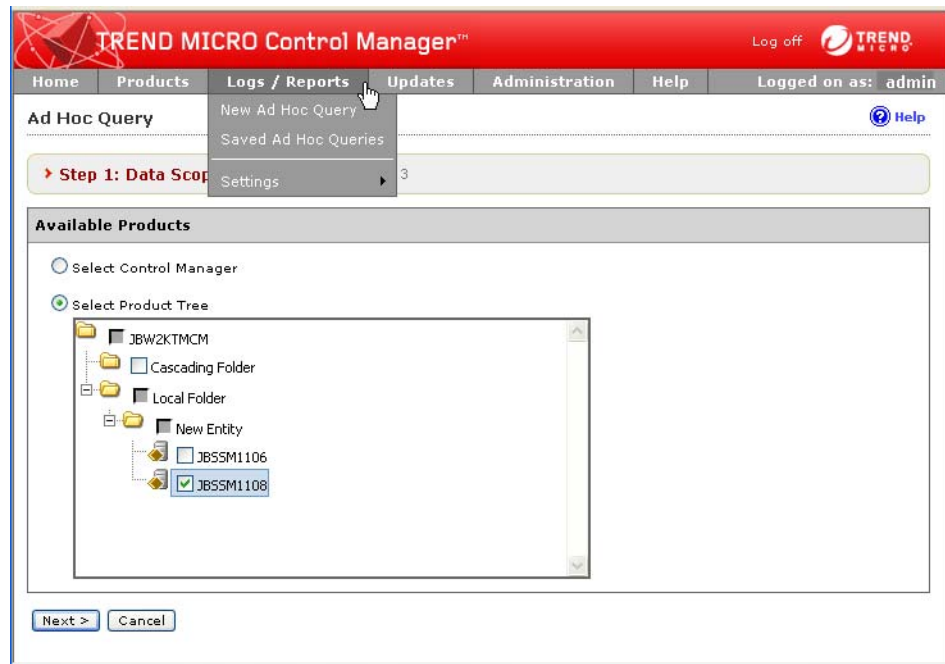 TREND MICRO Control Manager™
Log off
TREND MICRO
Home Products Logs / Reports Updates Administration Help Logged on as: admin
New Ad Hoc Query
Saved Ad Hoc Queries
Settings
Ad Hoc Query
Help
Step 1: Data Scop
3
Available Products
Select Control Manager
Select Product Tree
JBW2KTMCM
Cascading Folder
Local Folder
New Entity
JBSSM1106
JBSSM1108
Next >
Cancel